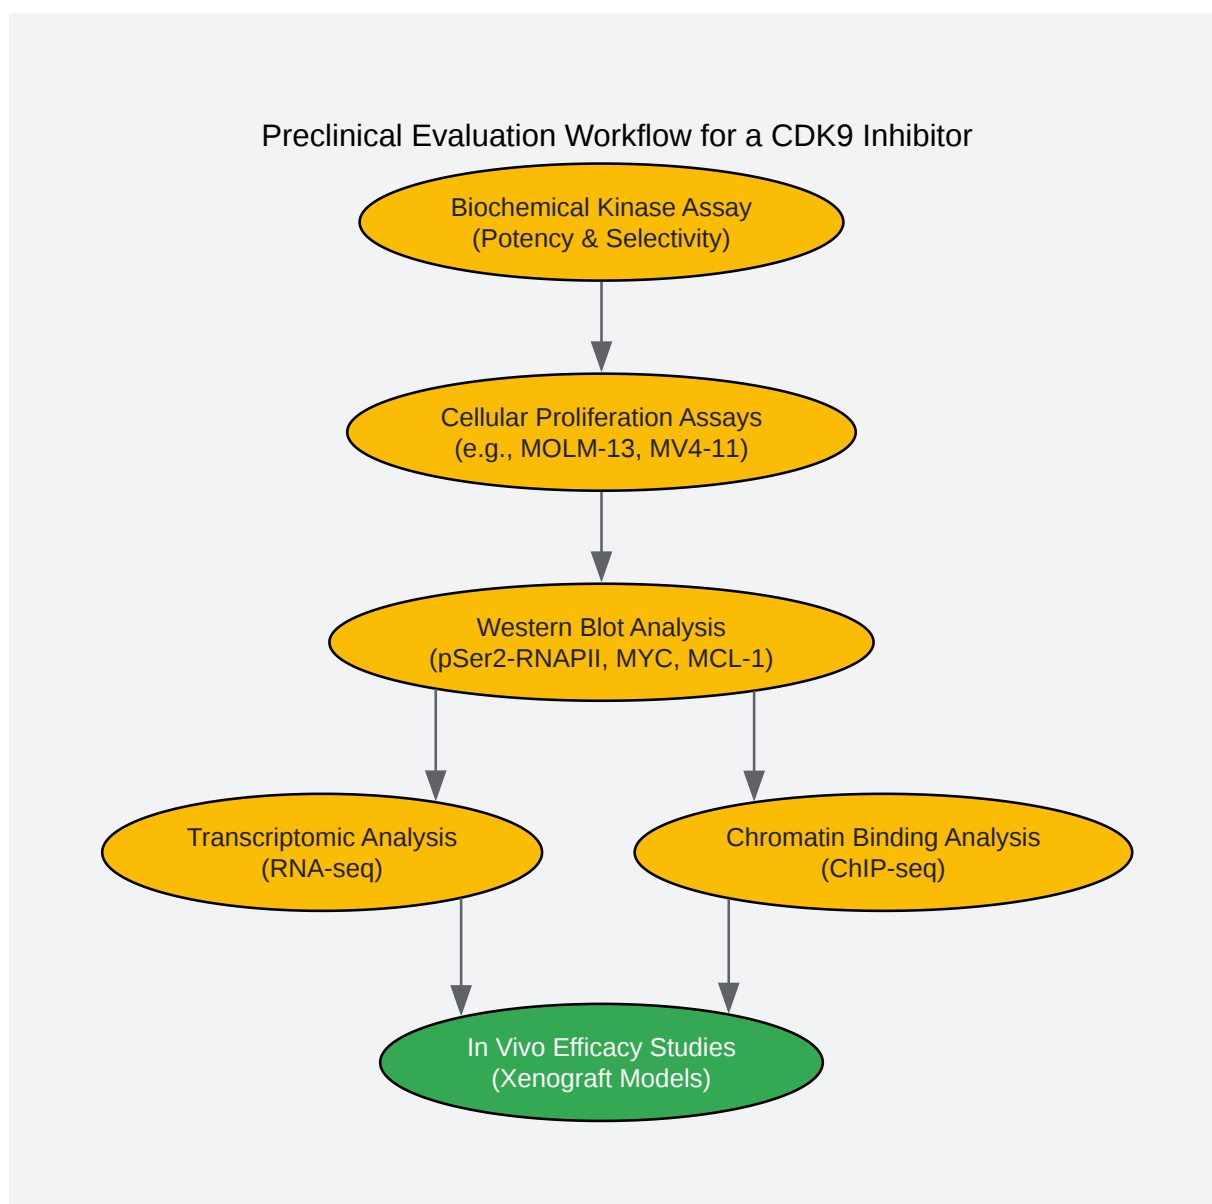 Preclinical Evaluation Workflow for a CDK9 Inhibitor
Biochemical Kinase Assay
(Potency & Selectivity)
Cellular Proliferation Assays
(e.g., MOLM-13, MV4-11)
Western Blot Analysis
(pSer2-RNAPII, MYC, MCL-1)
Transcriptomic Analysis
(RNA-seq)
Chromatin Binding Analysis
(ChIP-seq)
In Vivo Efficacy Studies
(Xenograft Models)